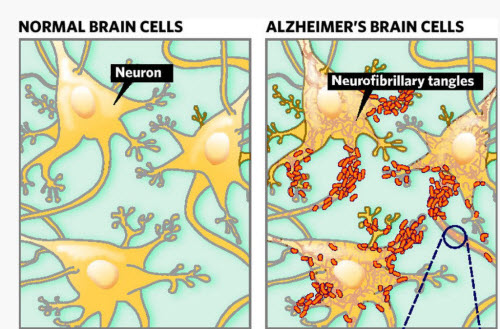 NORMAL BRAIN CELLS
ALZHEIMER'S BRAIN CELLS
Neuron
Neurofibrillary tangles